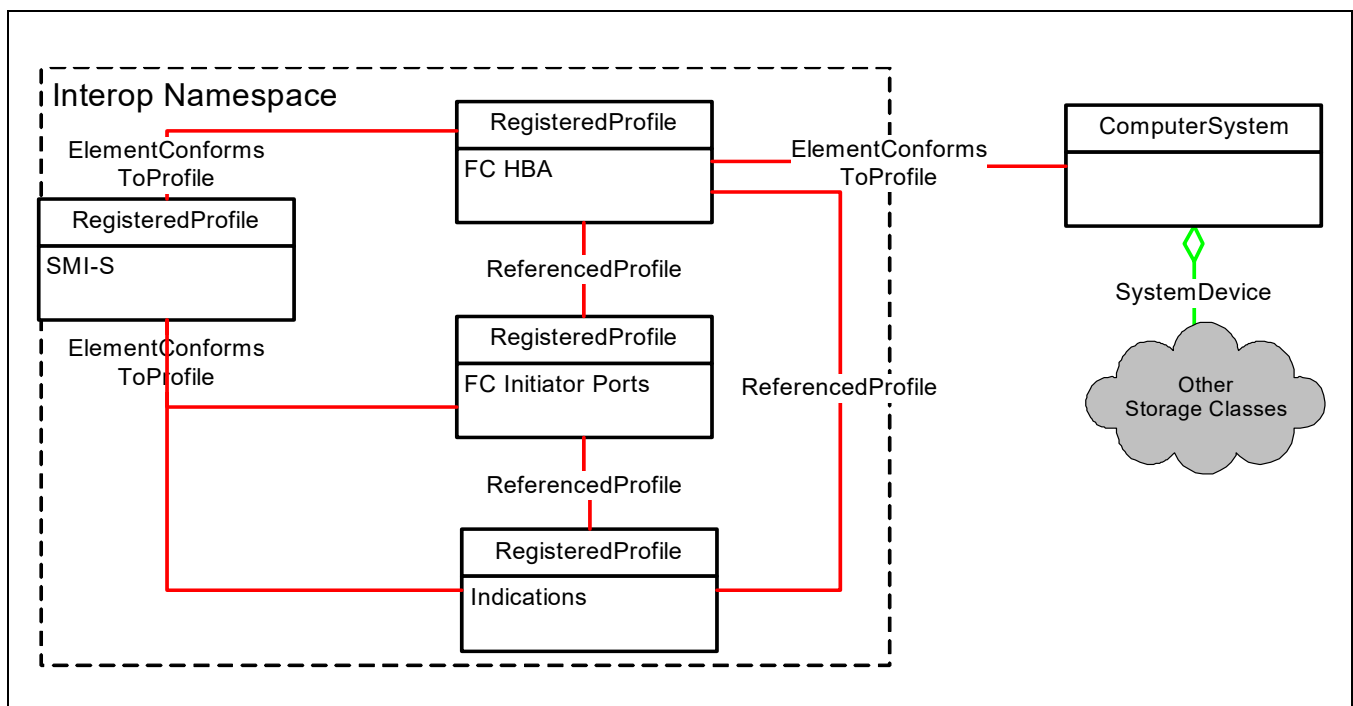 Interop Namespace
RegisteredProfile
FC HBA
ElementConforms
ToProfile
ElementConforms
ToProfile
ComputerSystem
RegisteredProfile
SMI-S
ReferencedProfile
SystemDevice
RegisteredProfile
FC Initiator Ports
ElementConforms
ToProfile
ReferencedProfile
Other
Storage Classes
ReferencedProfile
RegisteredProfile
Indications